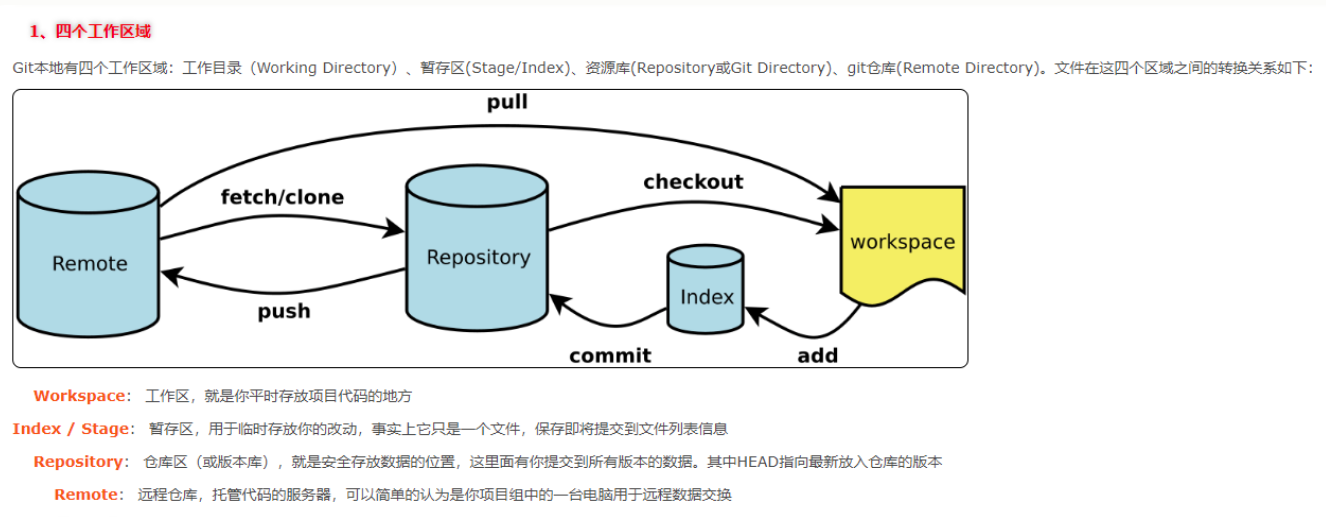 1、四个工作区域
Git本地有四个工作区域：工作目录（Working Directory）、暂存区(Stage/Index)、资源库(Repository或Git Directory)、git仓库(Remote Directory)。文件在这四个区域之间的转换关系如下：
pull
fetch/clone
checkout
Remote
Repository
Index
workspace
push
commit
add
Workspace： 工作区，就是你平时存放项目代码的地方
Index / Stage： 暂存区，用于临时存放你的改动，事实上它只是一个文件，保存即将提交到文件列表信息
Repository： 仓库区（或版本库），就是安全存放数据的位置，这里面有你提交到所有版本的数据。其中HEAD指向最新放入仓库的版本
Remote： 远程仓库，托管代码的服务器，可以简单的认为是你项目组中的一台电脑用于远程数据交换